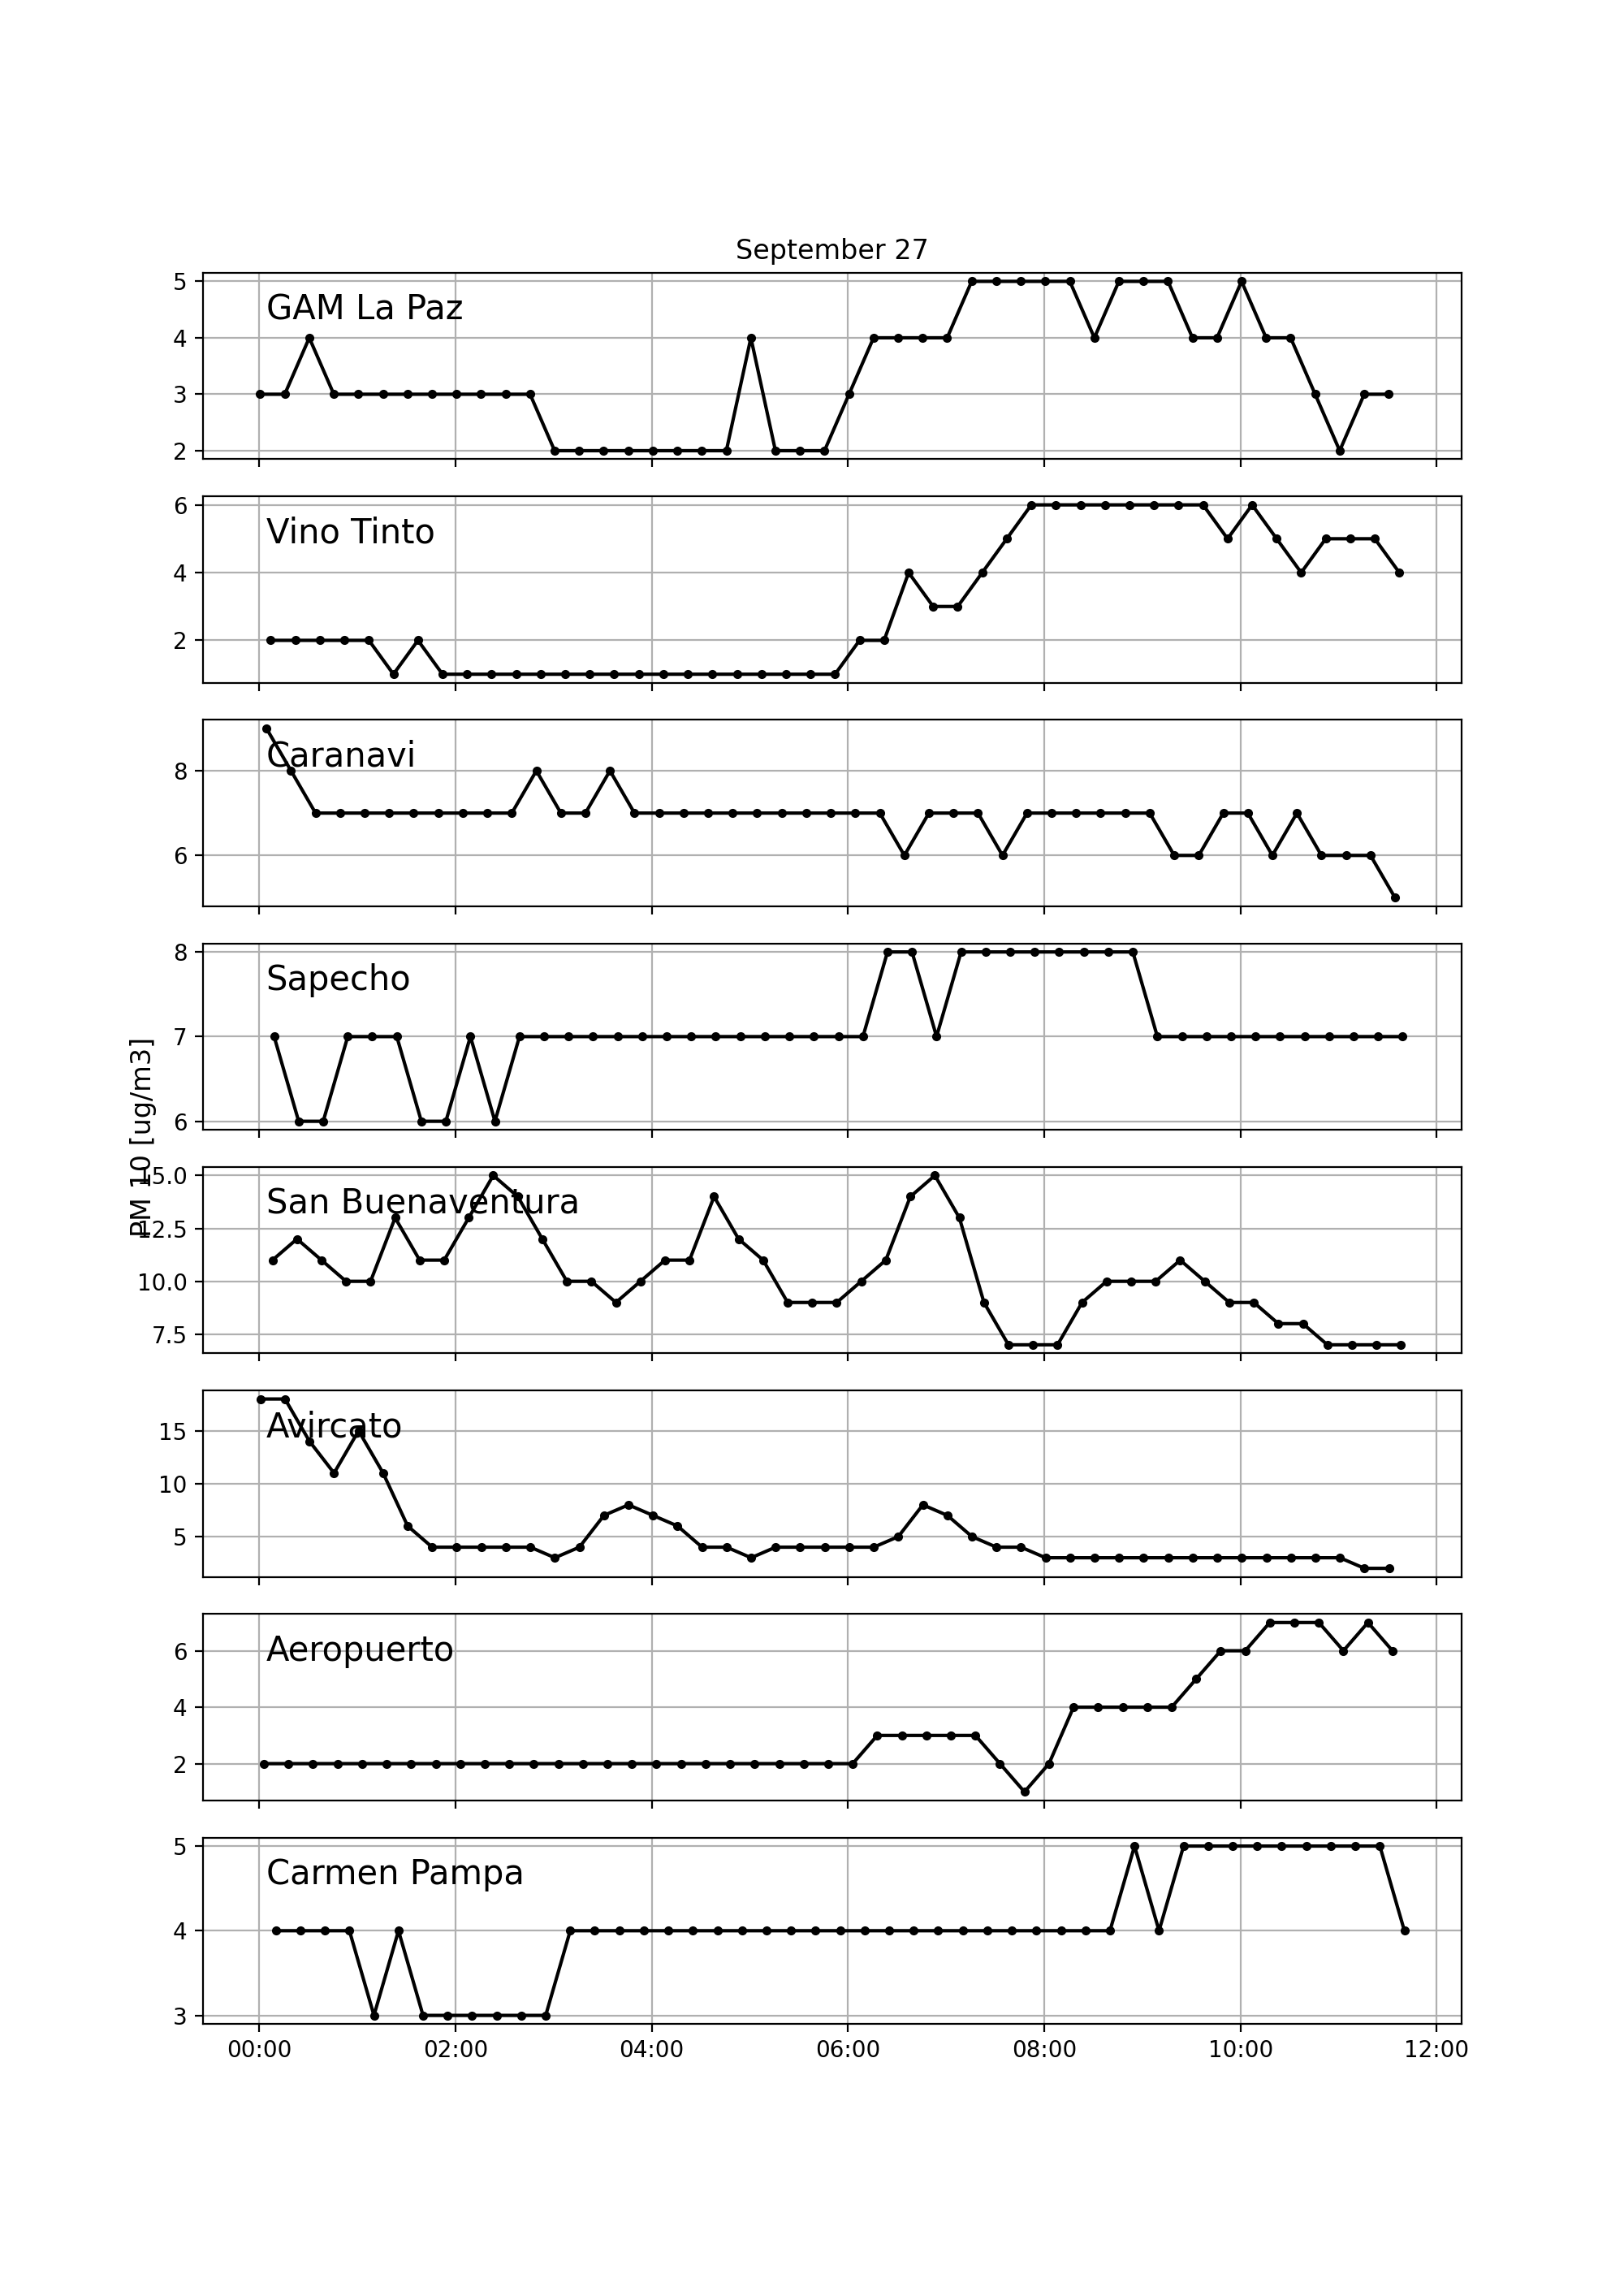 September 27
5
GAM La Paz
4
3
2
6
Vino Tinto
4
2
Caranavi
8
6
8
Sapecho
7
6
PM 10 [ug/m3]
15.0
San Buenaventura
12.5
10.0
7.5
Avircato
15
10
5
Aeropuerto
6
4
2
5
Carmen Pampa
4
3
00:00 02:00 04:00 06:00 08:00 10:00 12:00